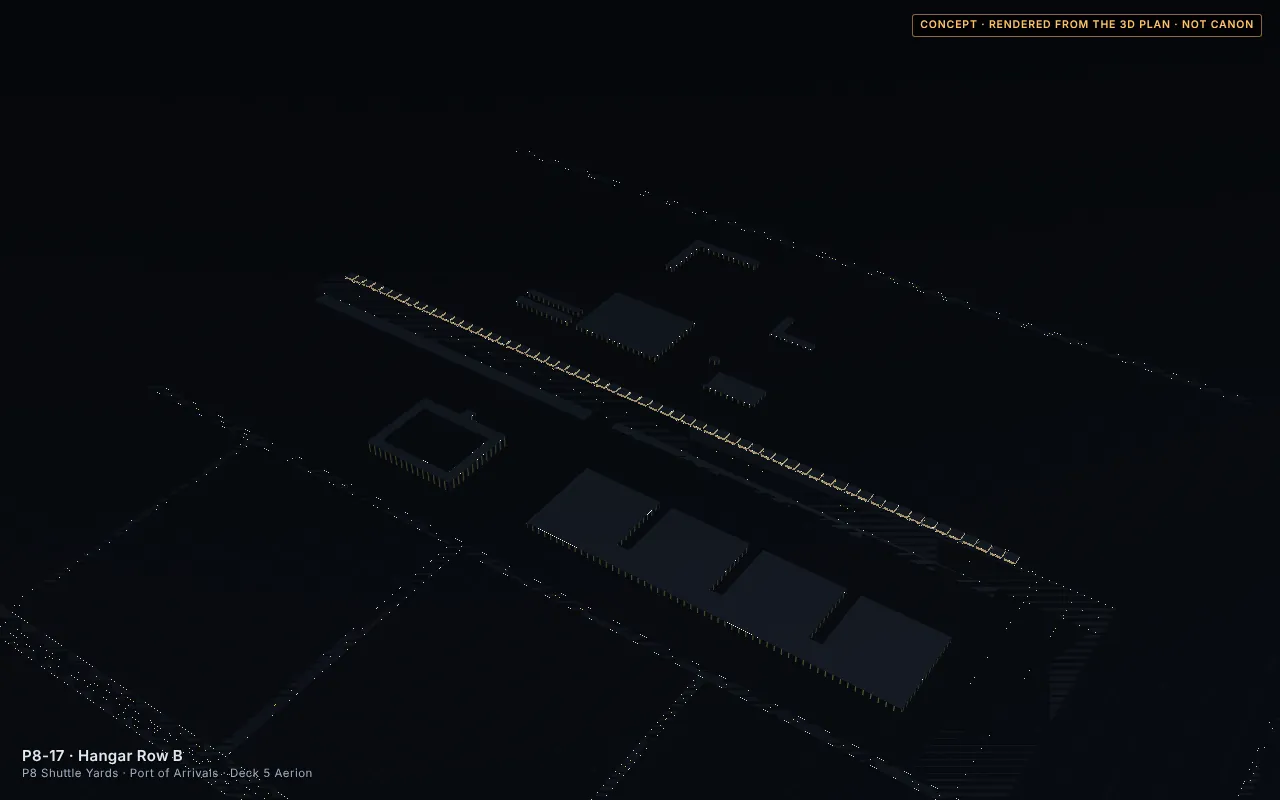 CONCEPT · RENDERED FROM THE 3D PLAN · NOT CANON
P8-17 · Hangar Row B
P8 Shuttle Yards · Port of Arrivals · Deck 5 Aerion